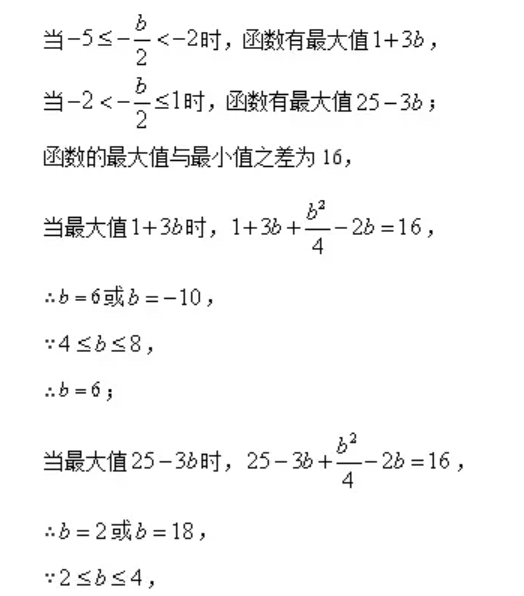 当-5≤-b/2<-2时，函数有最大值1+3b，
当-2<-b/2≤1时，函数有最大值25-3b；
函数的最大值与最小值之差为16，
当最大值1+3b时，1+3b+b²/4-2b=16，
∴b=6或b=-10，
∵4≤b≤8，
∴b=6；
当最大值25-3b时，25-3b+b²/4-2b=16，
∴b=2或b=18，
∵2≤b≤4，